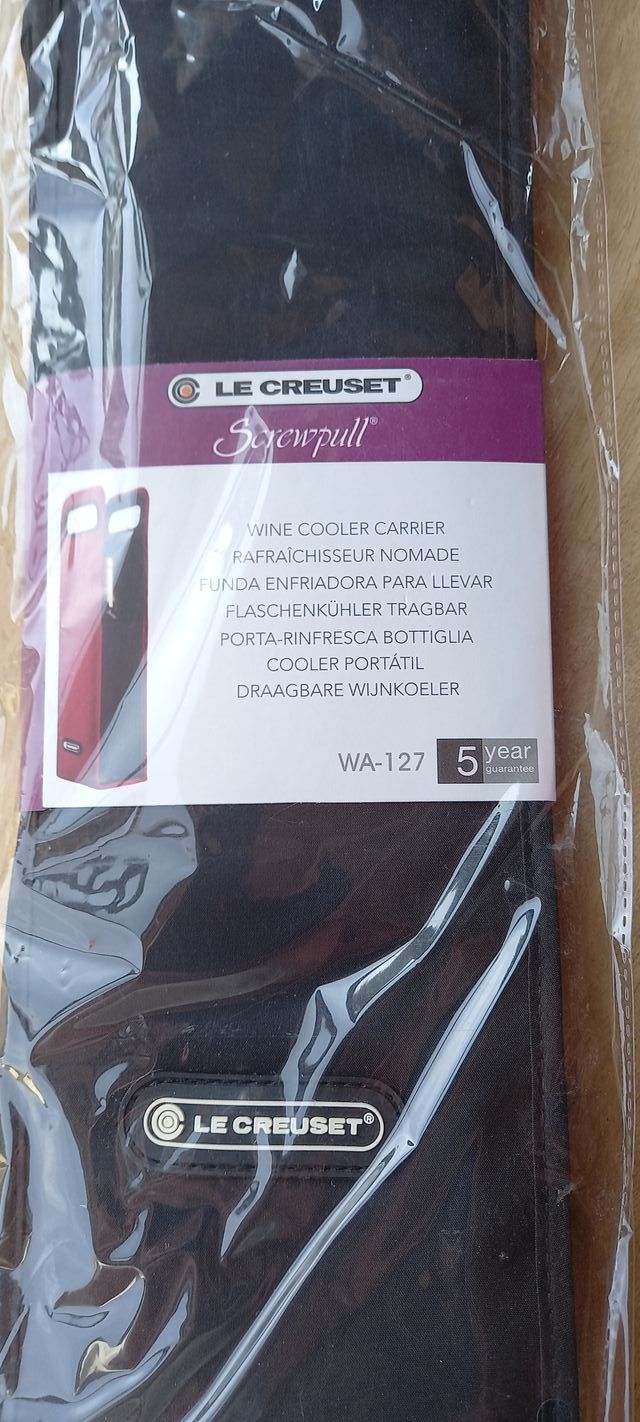 LE CREUSET®
Screwpull®
WINE COOLER CARRIER
RAFRAÎCHISSEUR NOMADE
FUNDA ENFRIADORA PARA LLEVAR
FLASCHENKÜHLER TRAGBAR
PORTA-RINFRESCA BOTTIGLIA
COOLER PORTÁTIL
DRAAGBARE WIJNKOELER
WA-127
5 year
guarantee
LE CREUSET®